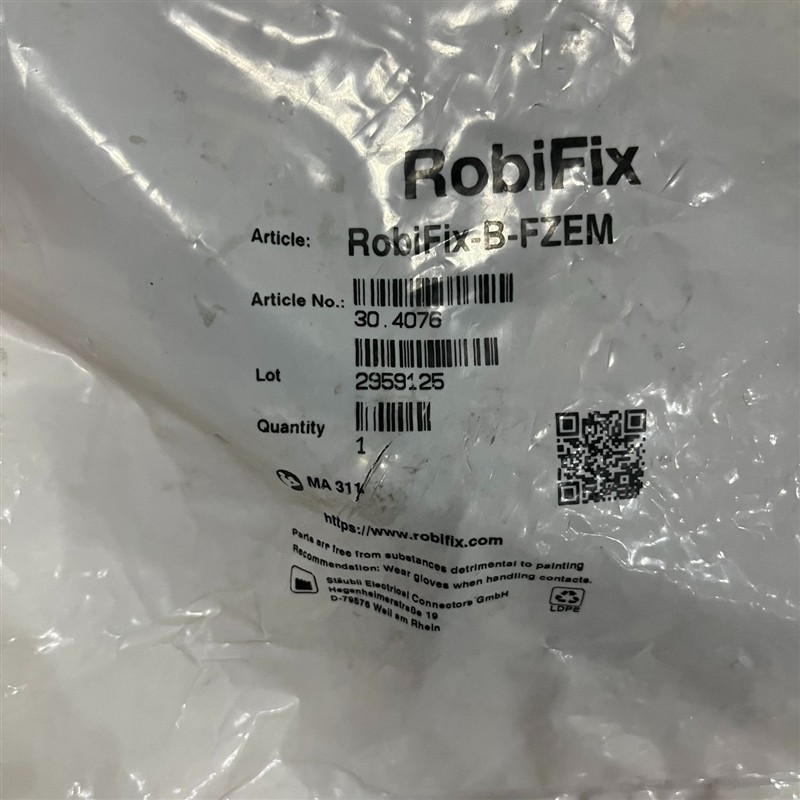 RobiFix
Article: RobiFix-B-FZEM
Article No.:
30.4076
Lot 2959125
Quantity
1
MA 311
https://www.robifix.com
Parts are free from substances detrimental to painting
Recommendation: Wear gloves when handling contacts.
Stäubli Electrical Connectors GmbH
Hegenheimerstraße 19
D-79576 Weil am Rhein
LDPE